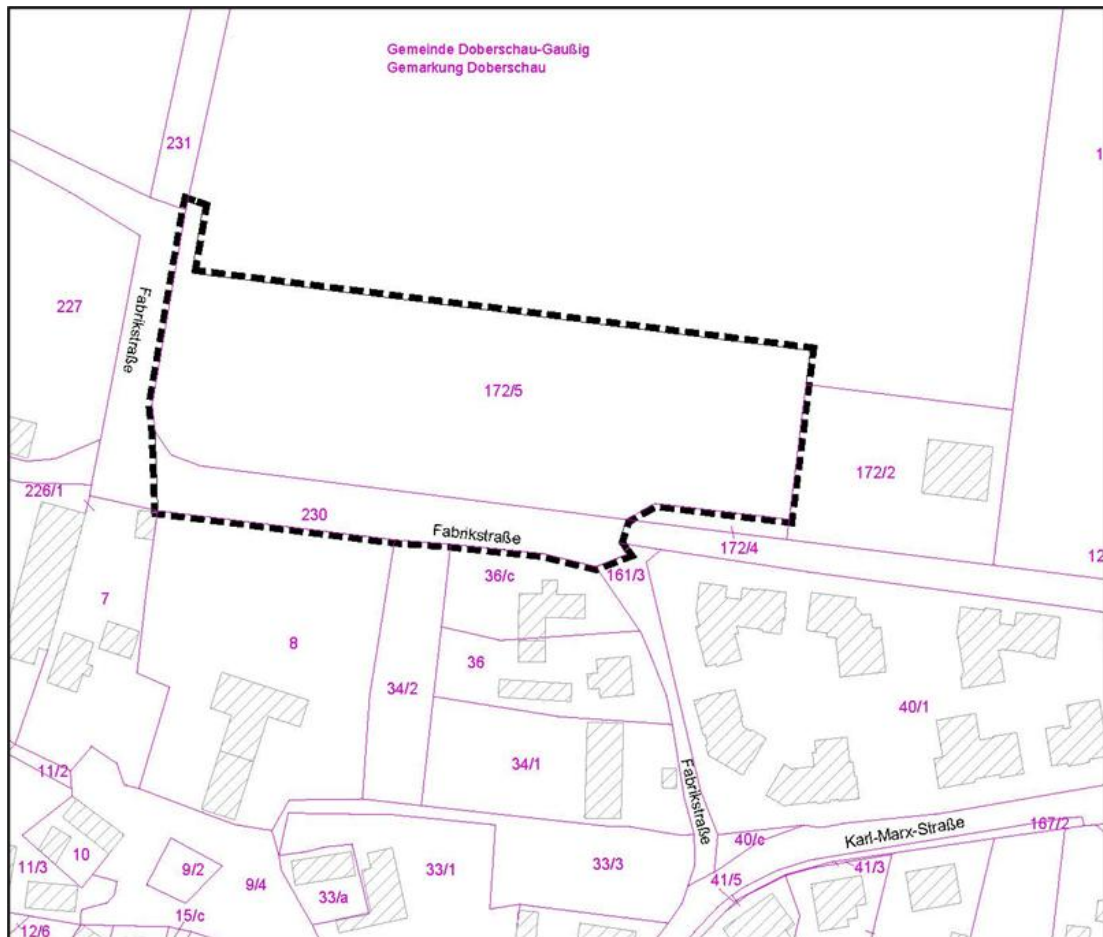 Gemeinde Doberschau-Gaußig
Gemarkung Doberschau
231
227
Fabrikstraße
172/5
172/2
226/1
230
Fabrikstraße
172/4
36/c
161/3
7
8
36
34/2
40/1
34/1
Fabrikstraße
11/2
40/c
Karl-Marx-Straße
167/2
10
11/3
9/2
9/4
33/1
33/3
41/5
41/3
33/a
15/c
12/6